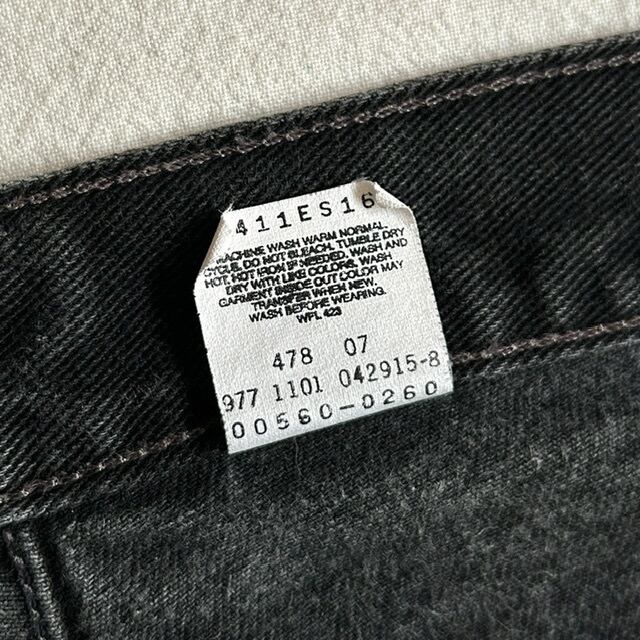 411ES16
MACHINE WASH WARM NORMAL
CYCLE, DO NOT BLEACH, TUMBLE DRY
HOT, HOT IRON IF NEEDED. WASH AND
DRY WITH LIKE COLORS. WASH
GARMENT INSIDE OUT COLOR MAY
TRANSFER WHEN NEW.
WASH BEFORE WEARING.
WPL 423
478 07
977 1101 042915-8
00560-0260